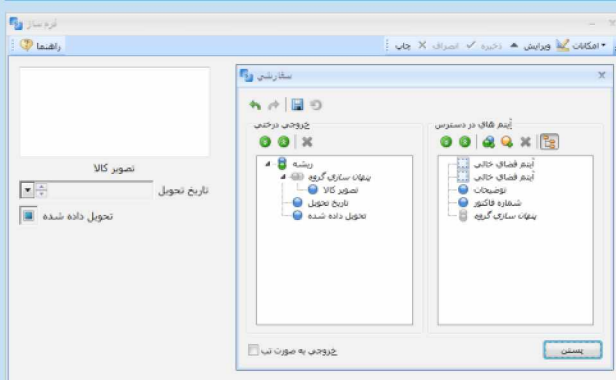 فرم ساز
امکانات ویرایش ذخیره انصراف چاپ راهنما
سفارشی
آیتم های در دسترس
آیتم فضای خالی
آیتم فضای خالی
توضیحات
شماره فاکتور
پنهان سازی گروه
خروجی درختی
ریشه
پنهان سازی گروه
تصویر کالا
تاریخ تحویل
تحویل داده شده
خروجی به صورت تب
بستن
تصویر کالا
تاریخ تحویل
تحویل داده شده